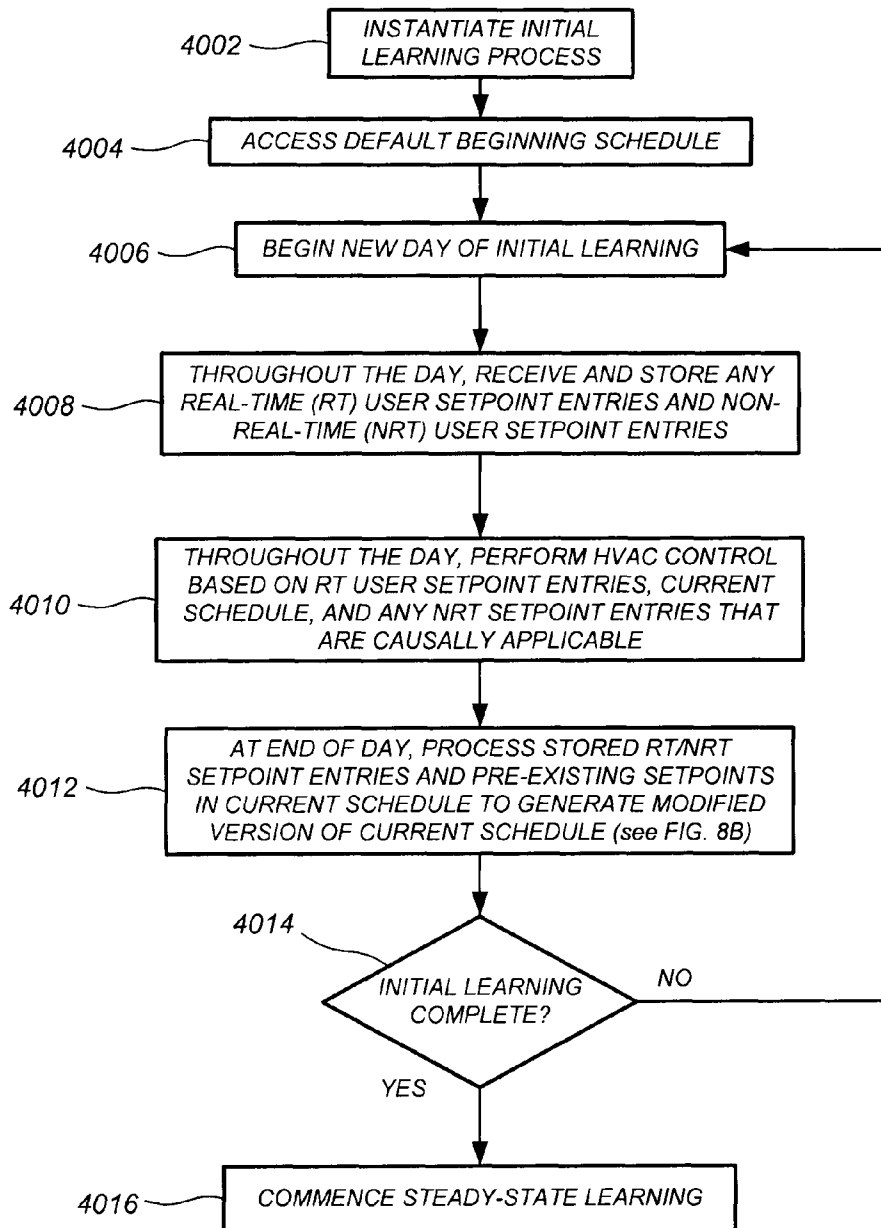 4002
INSTANTIATE INITIAL
LEARNING PROCESS
4004
ACCESS DEFAULT BEGINNING SCHEDULE
4006
BEGIN NEW DAY OF INITIAL LEARNING
4008
THROUGHOUT THE DAY, RECEIVE AND STORE ANY
REAL-TIME (RT) USER SETPOINT ENTRIES AND NON-
REAL-TIME (NRT) USER SETPOINT ENTRIES
4010
THROUGHOUT THE DAY, PERFORM HVAC CONTROL
BASED ON RT USER SETPOINT ENTRIES, CURRENT
SCHEDULE, AND ANY NRT SETPOINT ENTRIES THAT
ARE CAUSALLY APPLICABLE
4012
AT END OF DAY, PROCESS STORED RT/NRT
SETPOINT ENTRIES AND PRE-EXISTING SETPOINTS
IN CURRENT SCHEDULE TO GENERATE MODIFIED
VERSION OF CURRENT SCHEDULE (see FIG. 8B)
4014
INITIAL LEARNING
COMPLETE?
NO
YES
4016
COMMENCE STEADY-STATE LEARNING